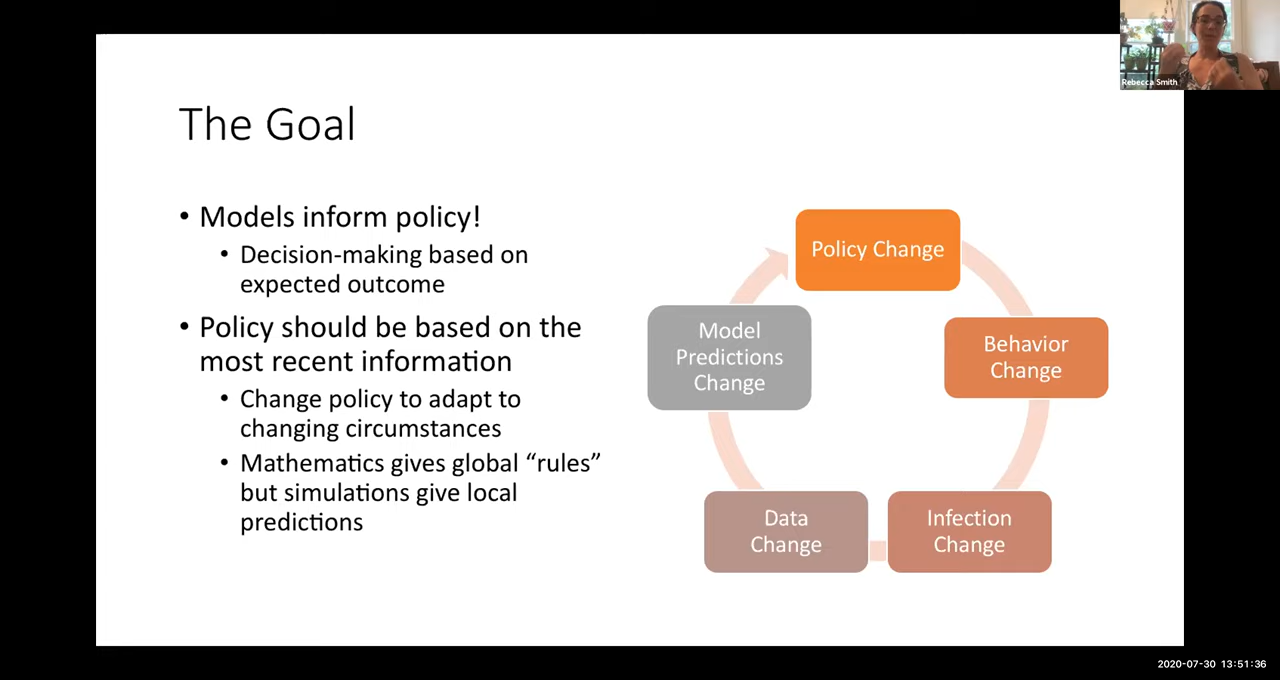 Rebecca Smith
The Goal
• Models inform policy!
• Decision-making based on
expected outcome
• Policy should be based on the
most recent information
• Change policy to adapt to
changing circumstances
• Mathematics gives global “rules”
but simulations give local
predictions
Policy Change
Behavior
Change
Infection
Change
Data
Change
Model
Predictions
Change
2020-07-30 13:51:36